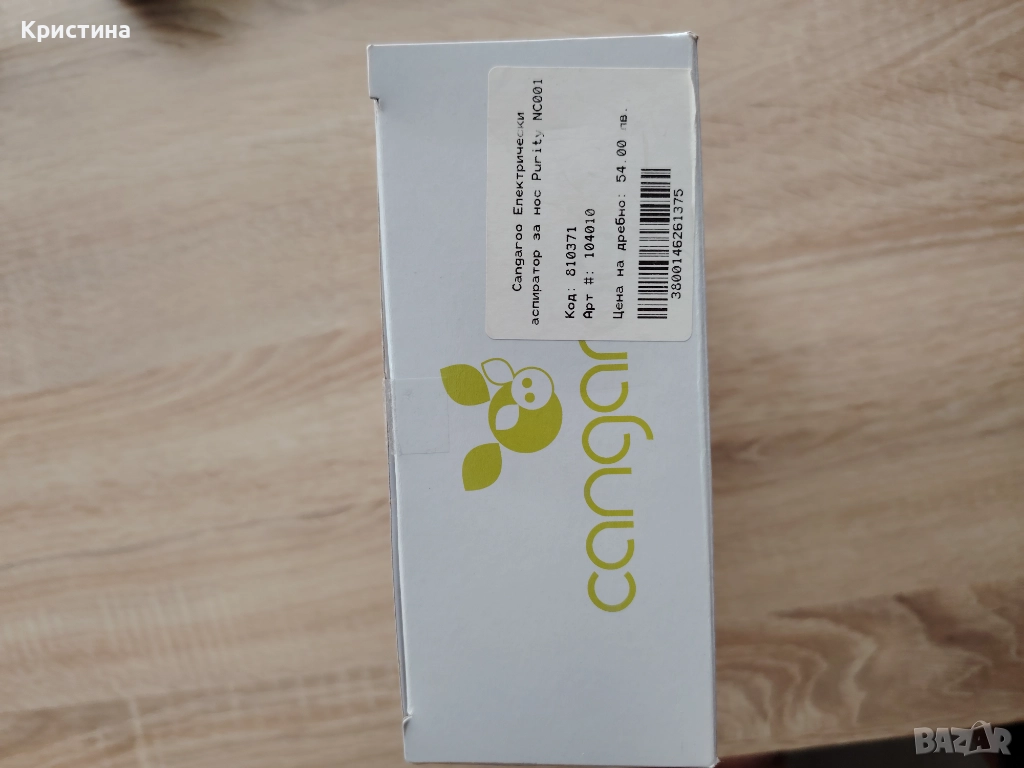 Кристина
Cangaroo Електрически
аспиратор за нос Purity NC001
Код: 810371
Арт #: 104010
Цена на дребно: 54.00 лв.
3800146261375
cangar
BAZAR